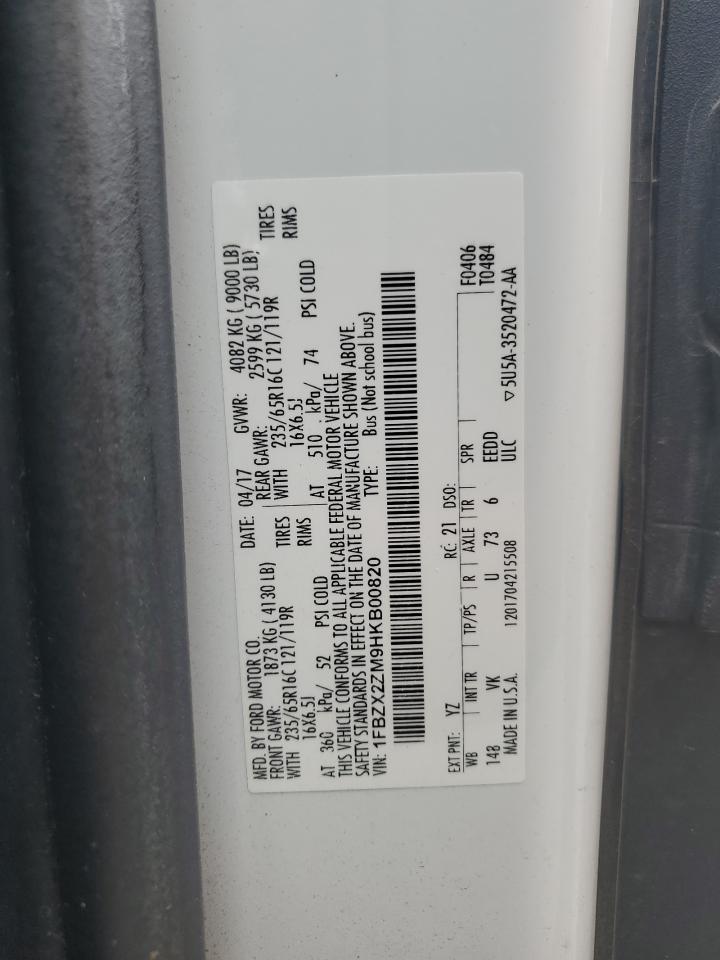 MFD. BY FORD MOTOR CO.
DATE: 04/17 GVWR: 4082 KG ( 9000 LB)
FRONT GAWR: 1873 KG ( 4130 LB) REAR GAWR: 2599 KG ( 5730 LB)
WITH 235/65R16C 121/119R TIRES WITH 235/65R16C 121/119R TIRES
16X6.5J RIMS 16X6.5J RIMS
AT 360 kPa/ 52 PSI COLD AT 510 kPa/ 74 PSI COLD
THIS VEHICLE CONFORMS TO ALL APPLICABLE FEDERAL MOTOR VEHICLE
SAFETY STANDARDS IN EFFECT ON THE DATE OF MANUFACTURE SHOWN ABOVE.
VIN: 1FBZX2ZM9HKB00820 TYPE: Bus (Not school bus)
EXT PNT: YZ RC: 21 DSO:
WB INT TR TP/PS R AXLE TR SPR F0406
148 VK U 73 6 EEDD T0484
MADE IN U.S.A. 1201704215508 ULC ▽5U5A-3520472-AA